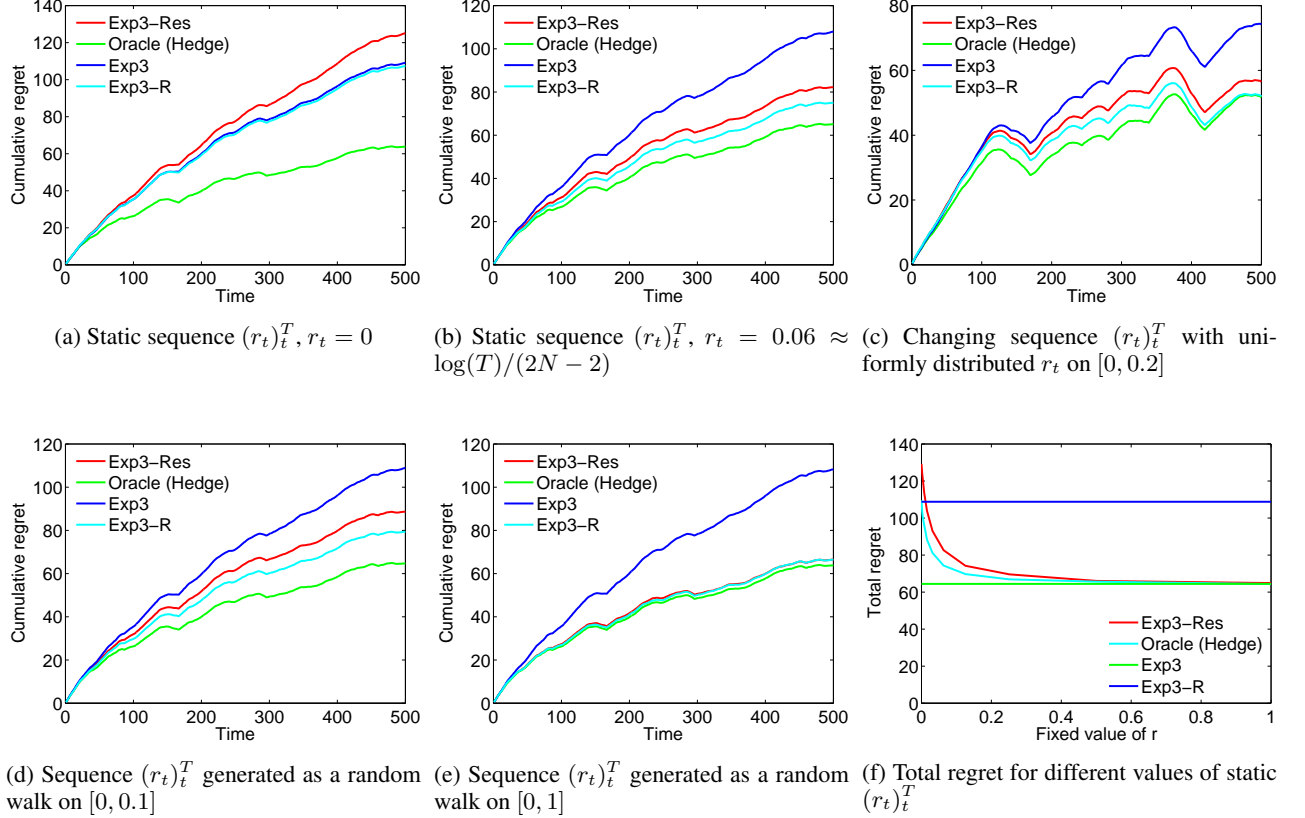 140
120
100
80
60
40
20
0
Cumulative regret
Exp3−Res
Oracle (Hedge)
Exp3
Exp3−R
0 100 200 300 400 500
Time
(a) Static sequence (r_t)_t^T, r_t = 0
120
100
80
60
40
20
0
Cumulative regret
Exp3−Res
Oracle (Hedge)
Exp3
Exp3−R
0 100 200 300 400 500
Time
(b) Static sequence (r_t)_t^T, r_t = 0.06 ≈
log(T)/(2N − 2)
80
60
40
20
0
Cumulative regret
Exp3−Res
Oracle (Hedge)
Exp3
Exp3−R
0 100 200 300 400 500
Time
(c) Changing sequence (r_t)_t^T with uni-
formly distributed r_t on [0, 0.2]
120
100
80
60
40
20
0
Cumulative regret
Exp3−Res
Oracle (Hedge)
Exp3
Exp3−R
0 100 200 300 400 500
Time
(d) Sequence (r_t)_t^T generated as a random
walk on [0, 0.1]
120
100
80
60
40
20
0
Cumulative regret
Exp3−Res
Oracle (Hedge)
Exp3
Exp3−R
0 100 200 300 400 500
Time
(e) Sequence (r_t)_t^T generated as a random
walk on [0, 1]
140
120
100
80
60
40
20
0
Total regret
Exp3−Res
Oracle (Hedge)
Exp3
Exp3−R
0 0.2 0.4 0.6 0.8 1
Fixed value of r
(f) Total regret for different values of static
(r_t)_t^T